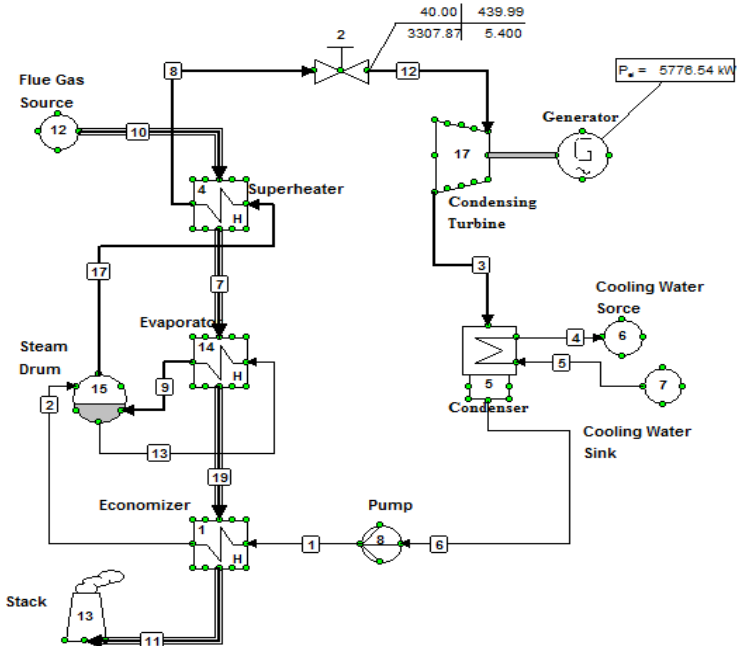 2
40.00 439.99
3307.87 5.400
8
12
Flue Gas
Source
12
10
P = 5776.54 kW
Generator
G
~
17
4
H
Superheater
Condensing
Turbine
17
7
3
Cooling Water
Sorce
Evaporator
4
6
Steam
Drum
14
H
15
9
5
7
2
5
Condenser
13
Cooling Water
Sink
19
Economizer
Pump
1
H
1
8
6
Stack
13
11